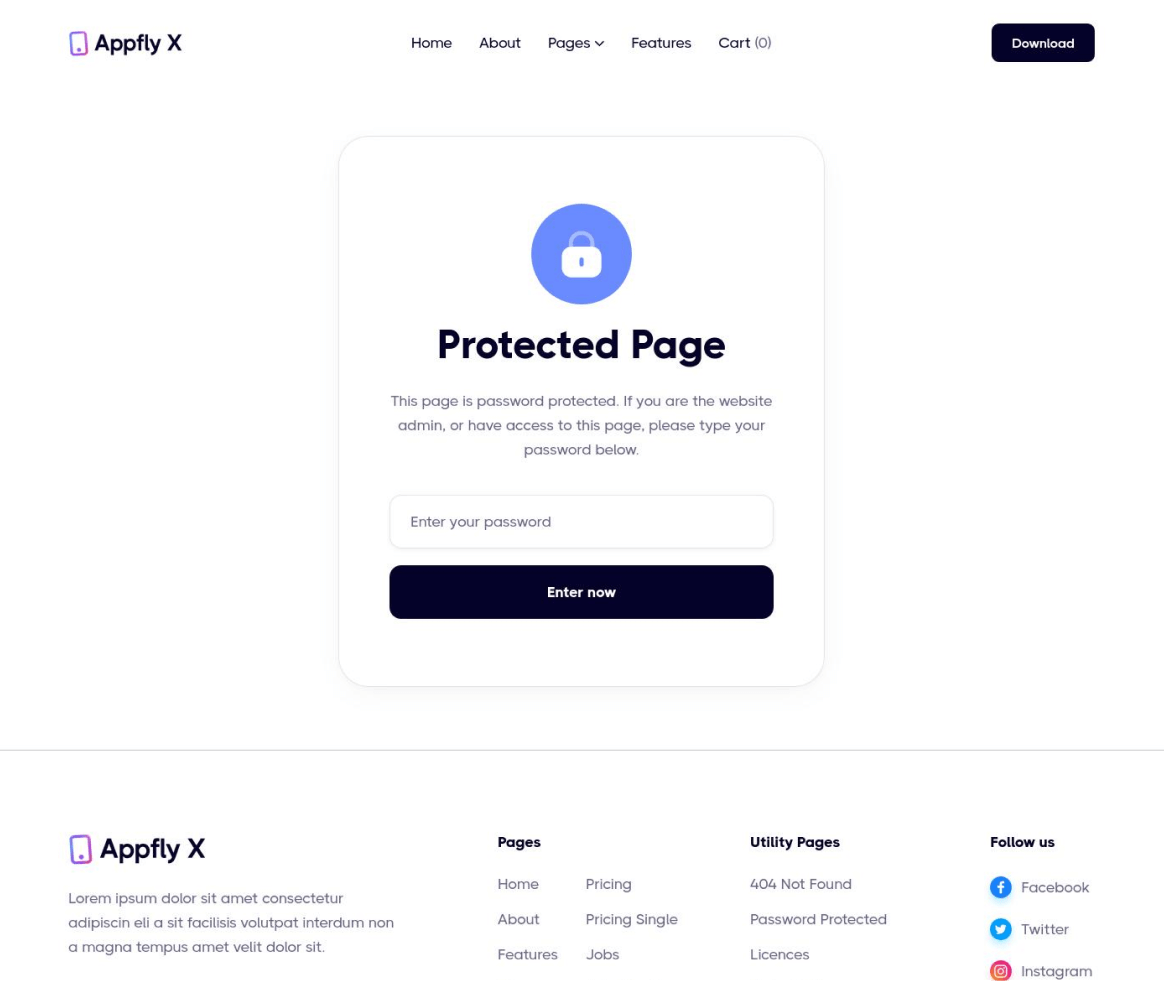 Appfly X
Home About Pages Features Cart (0)
Download
Protected Page
This page is password protected. If you are the website
admin, or have access to this page, please type your
password below.
Enter your password
Enter now
Appfly X
Lorem ipsum dolor sit amet consectetur
adipiscin eli a sit facilisis volutpat interdum non
a magna tempus amet velit dolor sit.
Pages
Home Pricing
About Pricing Single
Features Jobs
Utility Pages
404 Not Found
Password Protected
Licences
Follow us
Facebook
Twitter
Instagram